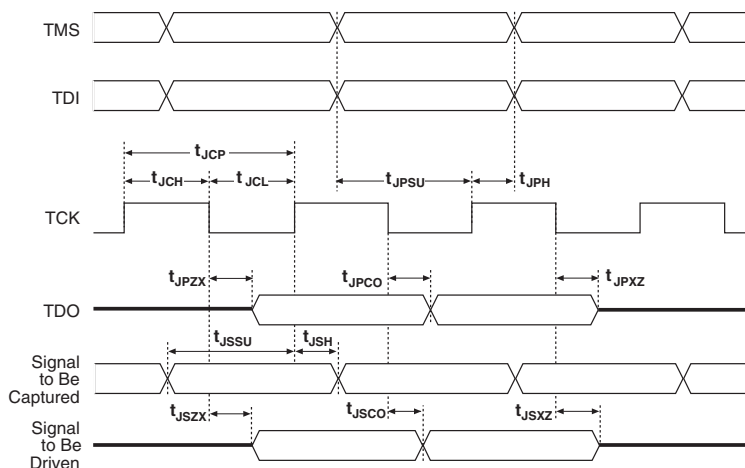 TMS
TDI
tJCP
tJCH tJCL tJPSU tJPH
TCK
tJPZX tJPCO tJPXZ
TDO
tJSSU tJSH
Signal
to Be
Captured
tJSZX tJSCO tJSXZ
Signal
to Be
Driven